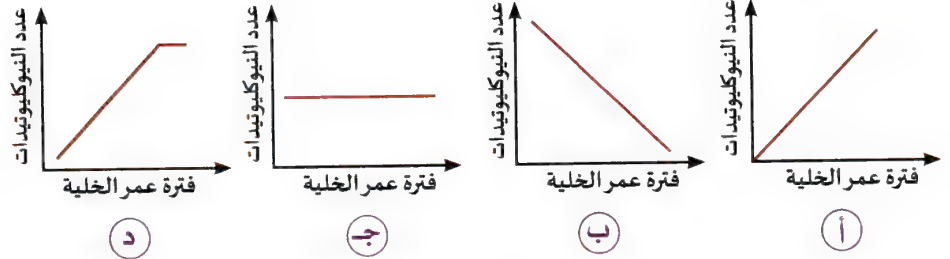 عدد النيوكليوتيدات
فترة عمر الخلية
أ
عدد النيوكليوتيدات
فترة عمر الخلية
ب
عدد النيوكليوتيدات
فترة عمر الخلية
جـ
عدد النيوكليوتيدات
فترة عمر الخلية
د